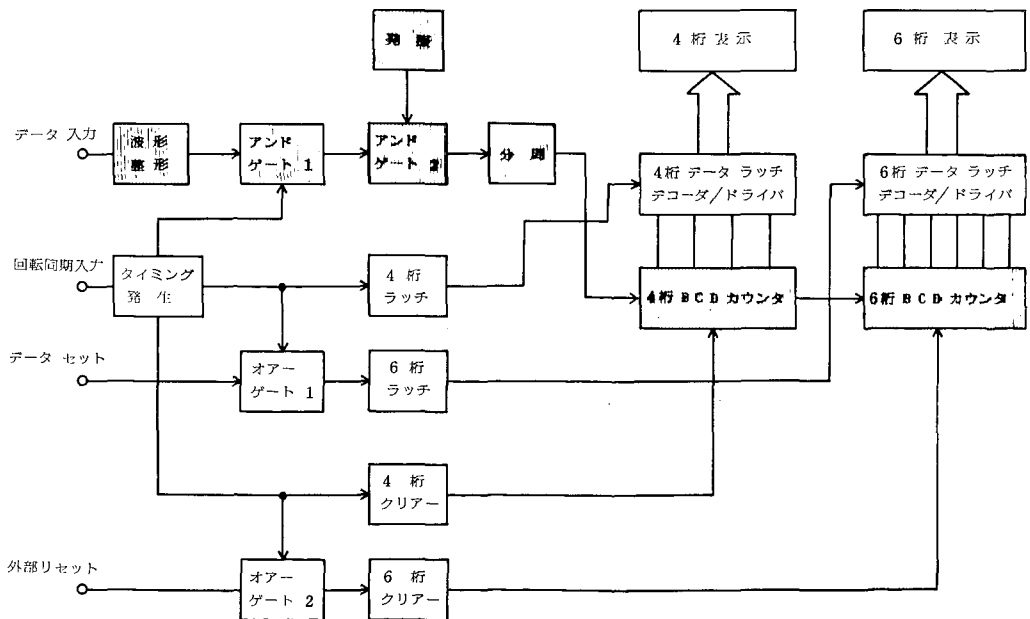 発 振
4 桁 表 示
6 桁 表 示
データ 入力
波 形
整 形
アンド
ゲート 1
アンド
ゲート 2
分 周
4桁 データ ラッチ
デコーダ/ドライバ
6桁 データ ラッチ
デコーダ/ドライバ
回転同期入力
タイミング
発 生
4 桁
ラッチ
4桁 BCD カウンタ
6桁 BCD カウンタ
データ セット
オアー
ゲート 1
6 桁
ラッチ
4 桁
クリアー
外部リセット
オアー
ゲート 2
6 桁
クリアー